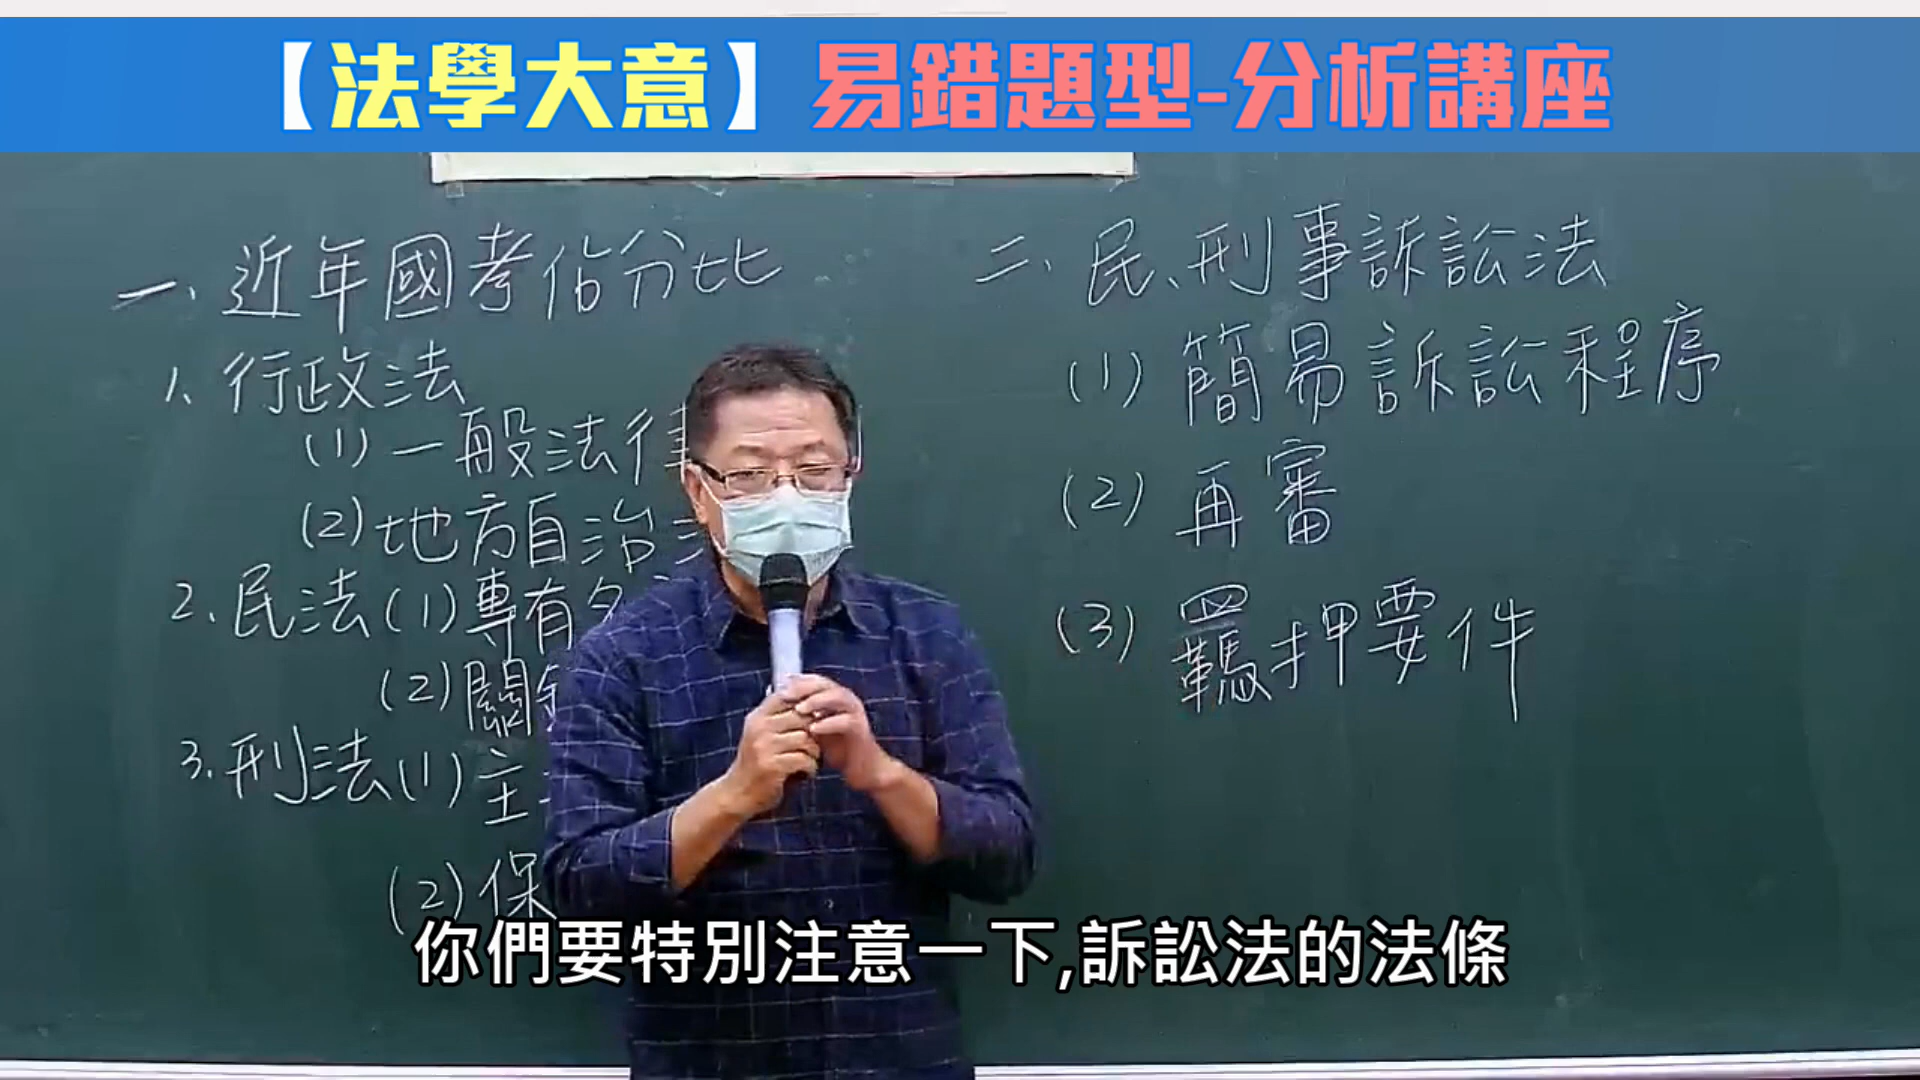 【法學大意】易錯題型-分析講座
一、近年國考佔分比
1、行政法
(1)一般法律
(2)地方自治
2.民法(1)專有
(2)關
3.刑法(1)主
(2)保
二、民、刑事訴訟法
(1)簡易訴訟程序
(2)再審
(3)羈押要件
你們要特別注意一下,訴訟法的法條